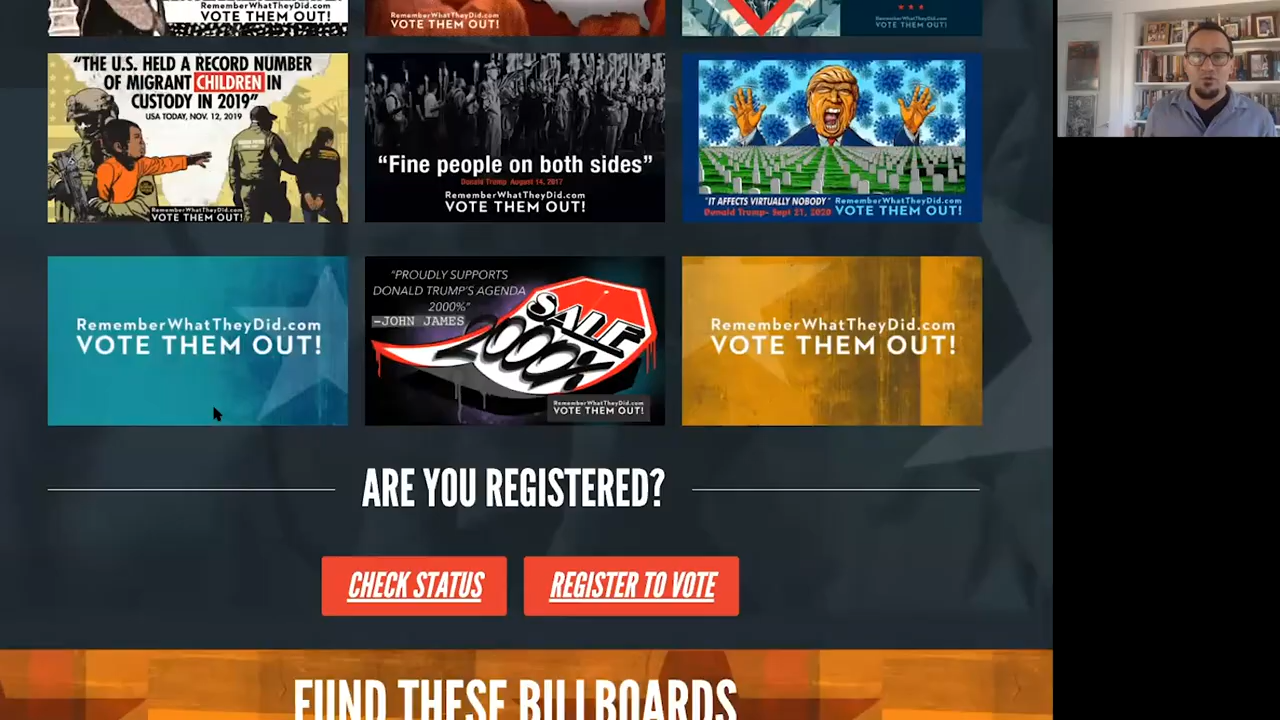 RememberWhatTheyDid.com
VOTE THEM OUT!
RememberWhatTheyDid.com
VOTE THEM OUT!
RememberWhatTheyDid.com
VOTE THEM OUT!
"THE U.S. HELD A RECORD NUMBER
OF MIGRANT CHILDREN IN
CUSTODY IN 2019"
USA TODAY, NOV. 12, 2019
RememberWhatTheyDid.com
VOTE THEM OUT!
"Fine people on both sides"
Donald Trump August 14, 2017
RememberWhatTheyDid.com
VOTE THEM OUT!
"IT AFFECTS VIRTUALLY NOBODY"
Donald Trump- Sept 21, 2020
RememberWhatTheyDid.com
VOTE THEM OUT!
RememberWhatTheyDid.com
VOTE THEM OUT!
"PROUDLY SUPPORTS
DONALD TRUMP'S AGENDA
2000%"
–JOHN JAMES
SALE
2000%
RememberWhatTheyDid.com
VOTE THEM OUT!
RememberWhatTheyDid.com
VOTE THEM OUT!
ARE YOU REGISTERED?
CHECK STATUS
REGISTER TO VOTE
FUND THESE BILLBOARDS